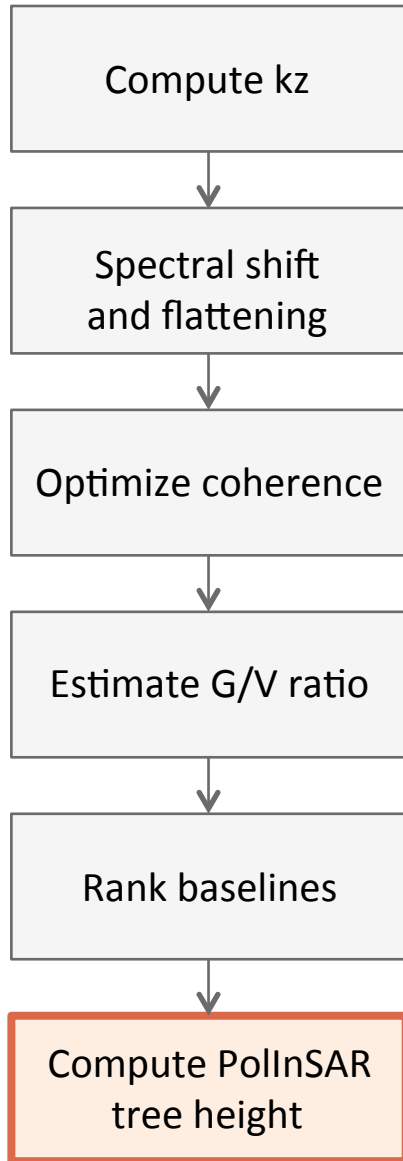 Compute kz
Spectral shift
and flattening
Optimize coherence
Estimate G/V ratio
Rank baselines
Compute PolInSAR
tree height